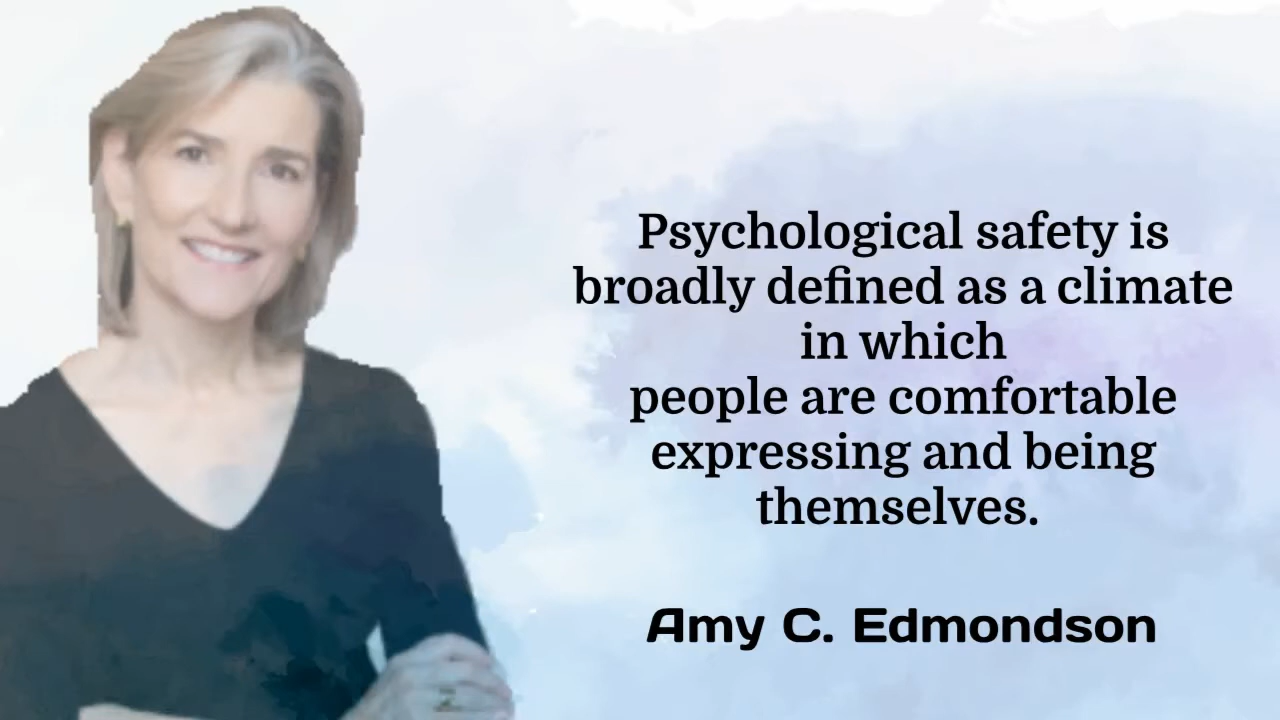 Psychological safety is
broadly defined as a climate
in which
people are comfortable
expressing and being
themselves.
Amy C. Edmondson